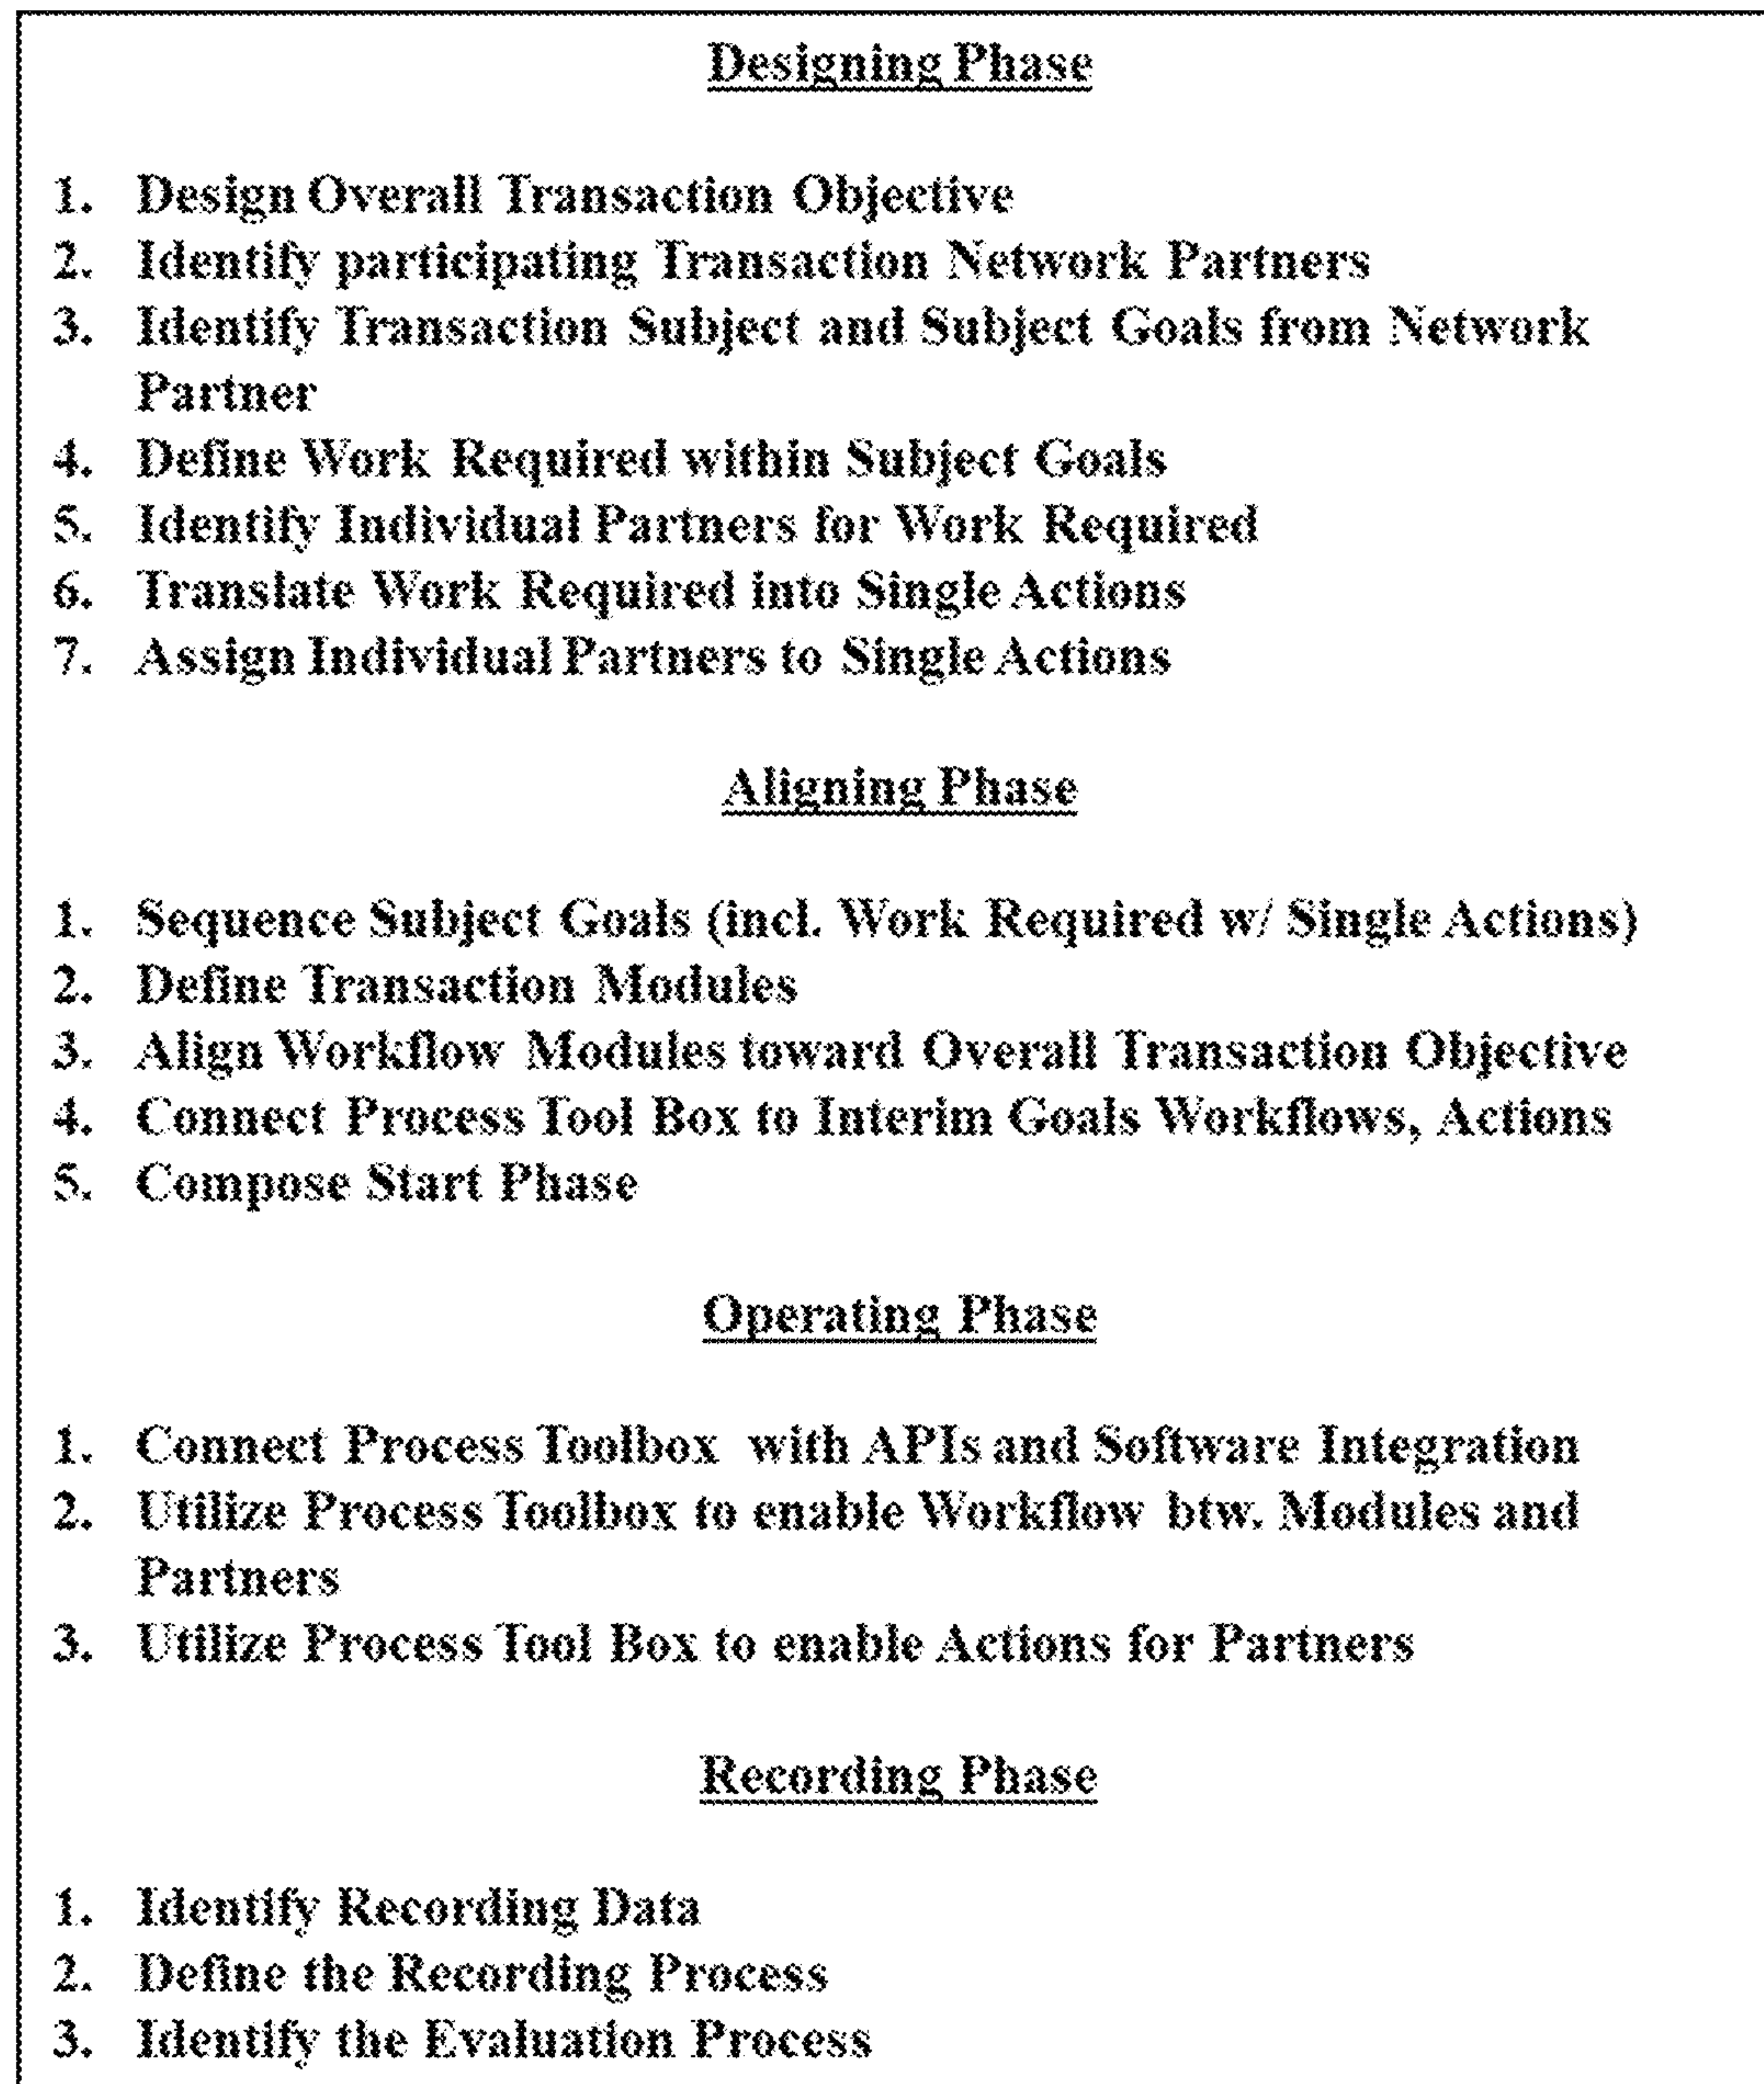 Designing Phase
1. Design Overall Transaction Objective
2. Identify participating Transaction Network Partners
3. Identify Transaction Subject and Subject Goals from Network
Partner
4. Define Work Required within Subject Goals
5. Identify Individual Partners for Work Required
6. Translate Work Required into Single Actions
7. Assign Individual Partners to Single Actions
Aligning Phase
1. Sequence Subject Goals (incl. Work Required w/ Single Actions)
2. Define Transaction Modules
3. Align Workflow Modules toward Overall Transaction Objective
4. Connect Process Tool Box to Interim Goals Workflows, Actions
5. Compose Start Phase
Operating Phase
1. Connect Process Toolbox with APIs and Software Integration
2. Utilize Process Toolbox to enable Workflow btw. Modules and
Partners
3. Utilize Process Tool Box to enable Actions for Partners
Recording Phase
1. Identify Recording Data
2. Define the Recording Process
3. Identify the Evaluation Process